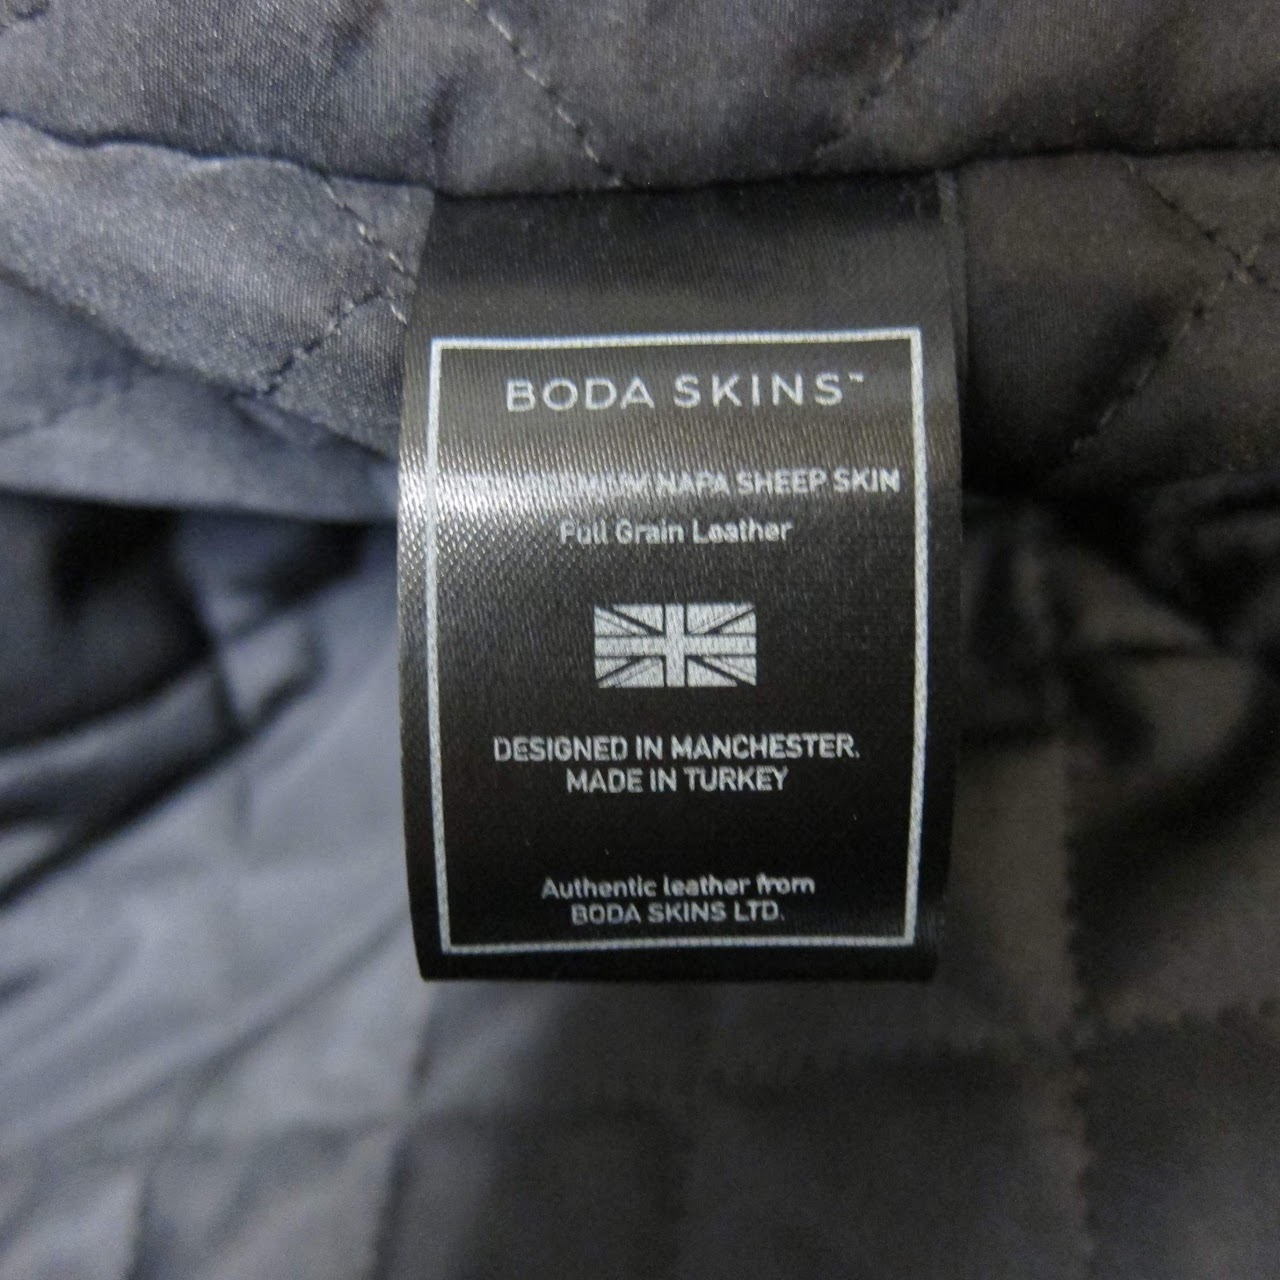 BODA SKINS™
PREMIUM NAPA SHEEP SKIN
Full Grain Leather
DESIGNED IN MANCHESTER.
MADE IN TURKEY
Authentic leather from
BODA SKINS LTD.